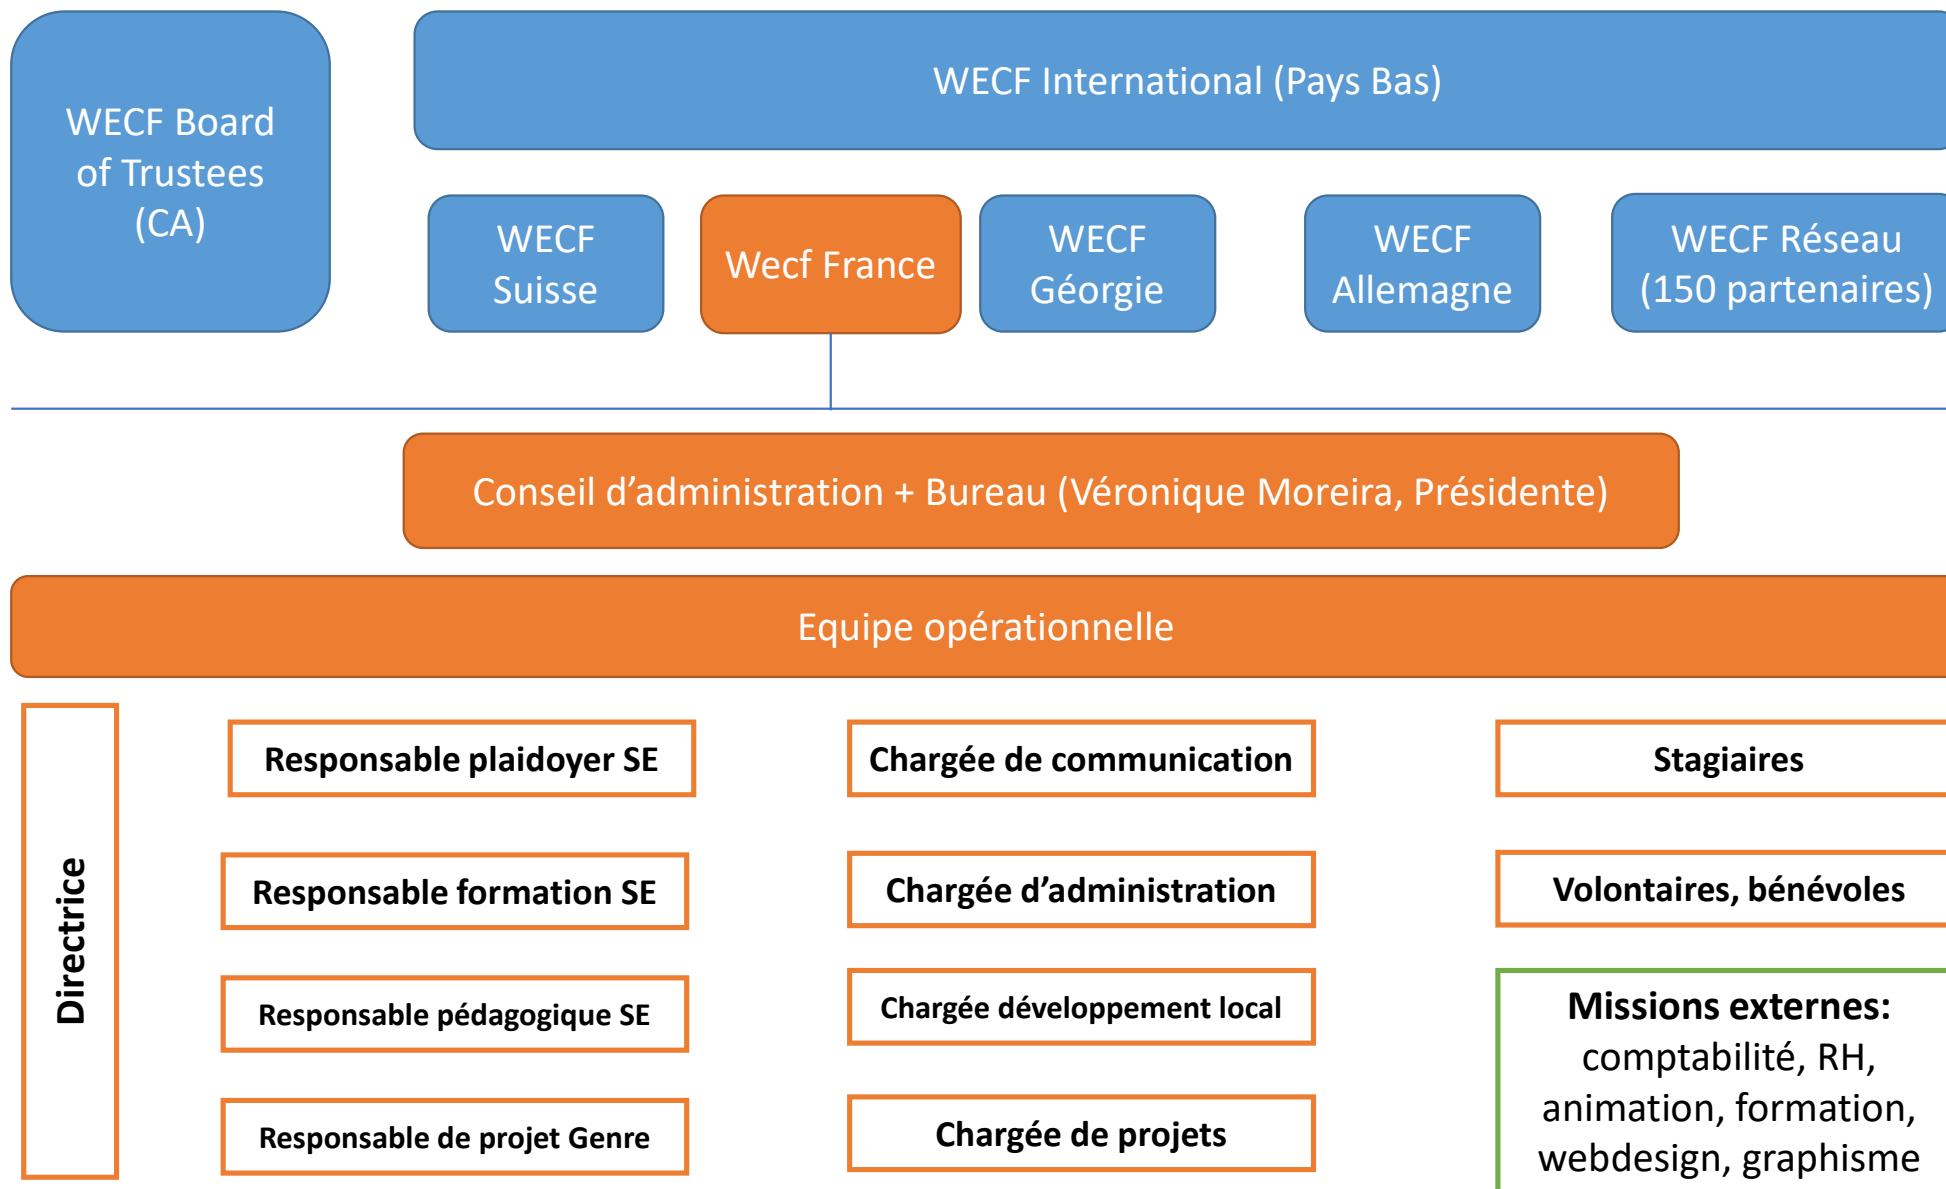 WECF Board
of Trustees
(CA)
WECF International (Pays Bas)
WECF
Suisse
Wecf France
WECF
Géorgie
WECF
Allemagne
WECF Réseau
(150 partenaires)
Conseil d’administration + Bureau (Véronique Moreira, Présidente)
Equipe opérationnelle
Directrice
Responsable plaidoyer SE
Responsable formation SE
Responsable pédagogique SE
Responsable de projet Genre
Chargée de communication
Chargée d’administration
Chargée développement local
Chargée de projets
Stagiaires
Volontaires, bénévoles
Missions externes:
comptabilité, RH,
animation, formation,
webdesign, graphisme